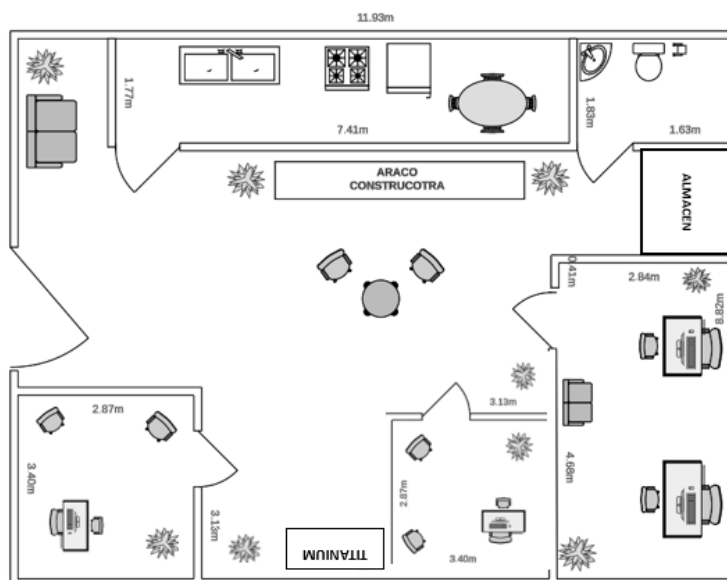 11.93m
1.77m
7.41m
1.83m
1.63m
ARACO
CONSTRUCOTRA
ALMACEN
0.41m
2.84m
8.82m
2.87m
3.13m
3.40m
2.87m
4.68m
3.13m
TITANIUM
3.40m